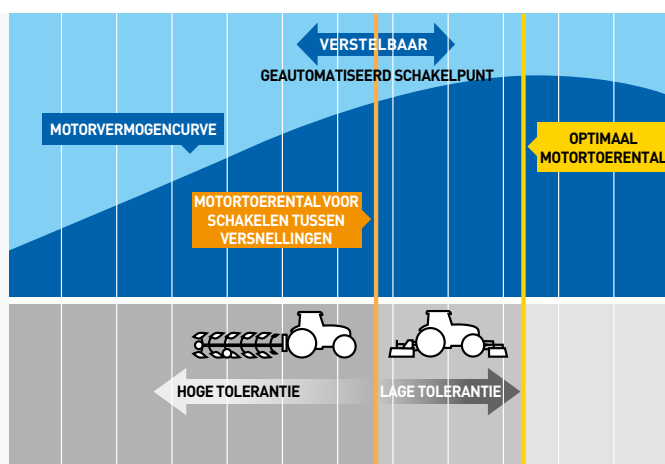 VERSTELBAAR
GEAUTOMATISEERD SCHAKELPUNT
MOTORVERMOGENCURVE
OPTIMAAL
MOTORTOERENTAL
MOTORTOERENTAL VOOR
SCHAKELEN TUSSEN
VERSNELLINGEN
HOGE TOLERANTIE
LAGE TOLERANTIE